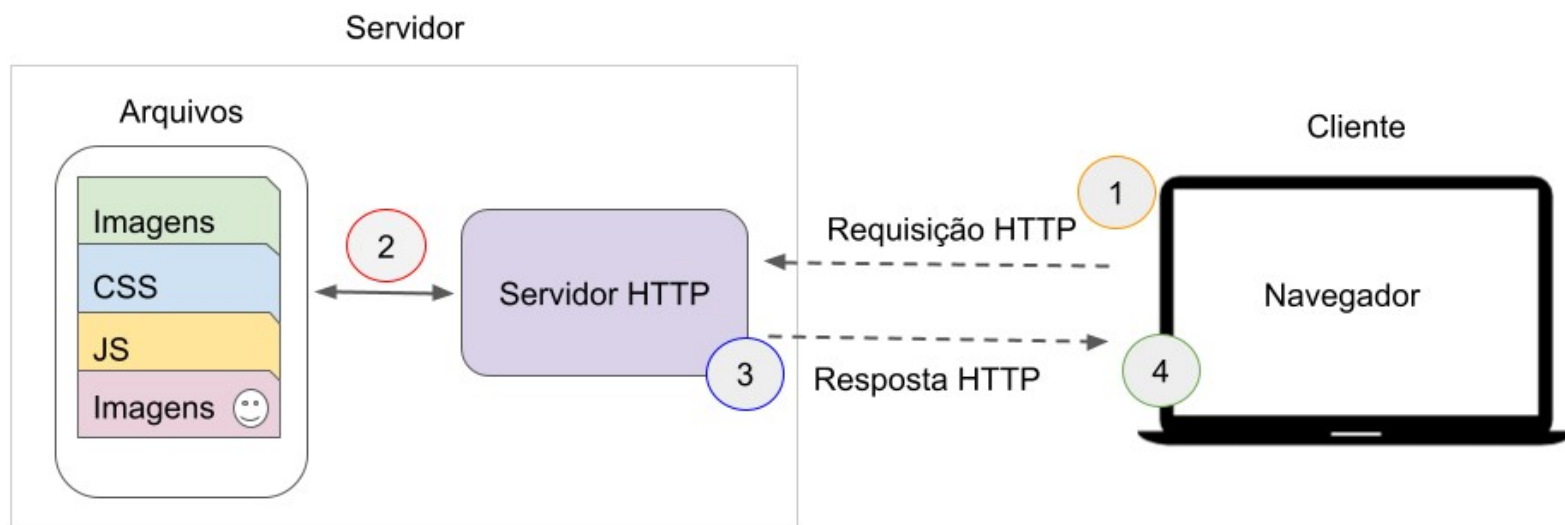 Servidor
Arquivos
Imagens
CSS
JS
Imagens
2
Servidor HTTP
3
Requisição HTTP
Resposta HTTP
Cliente
1
Navegador
4